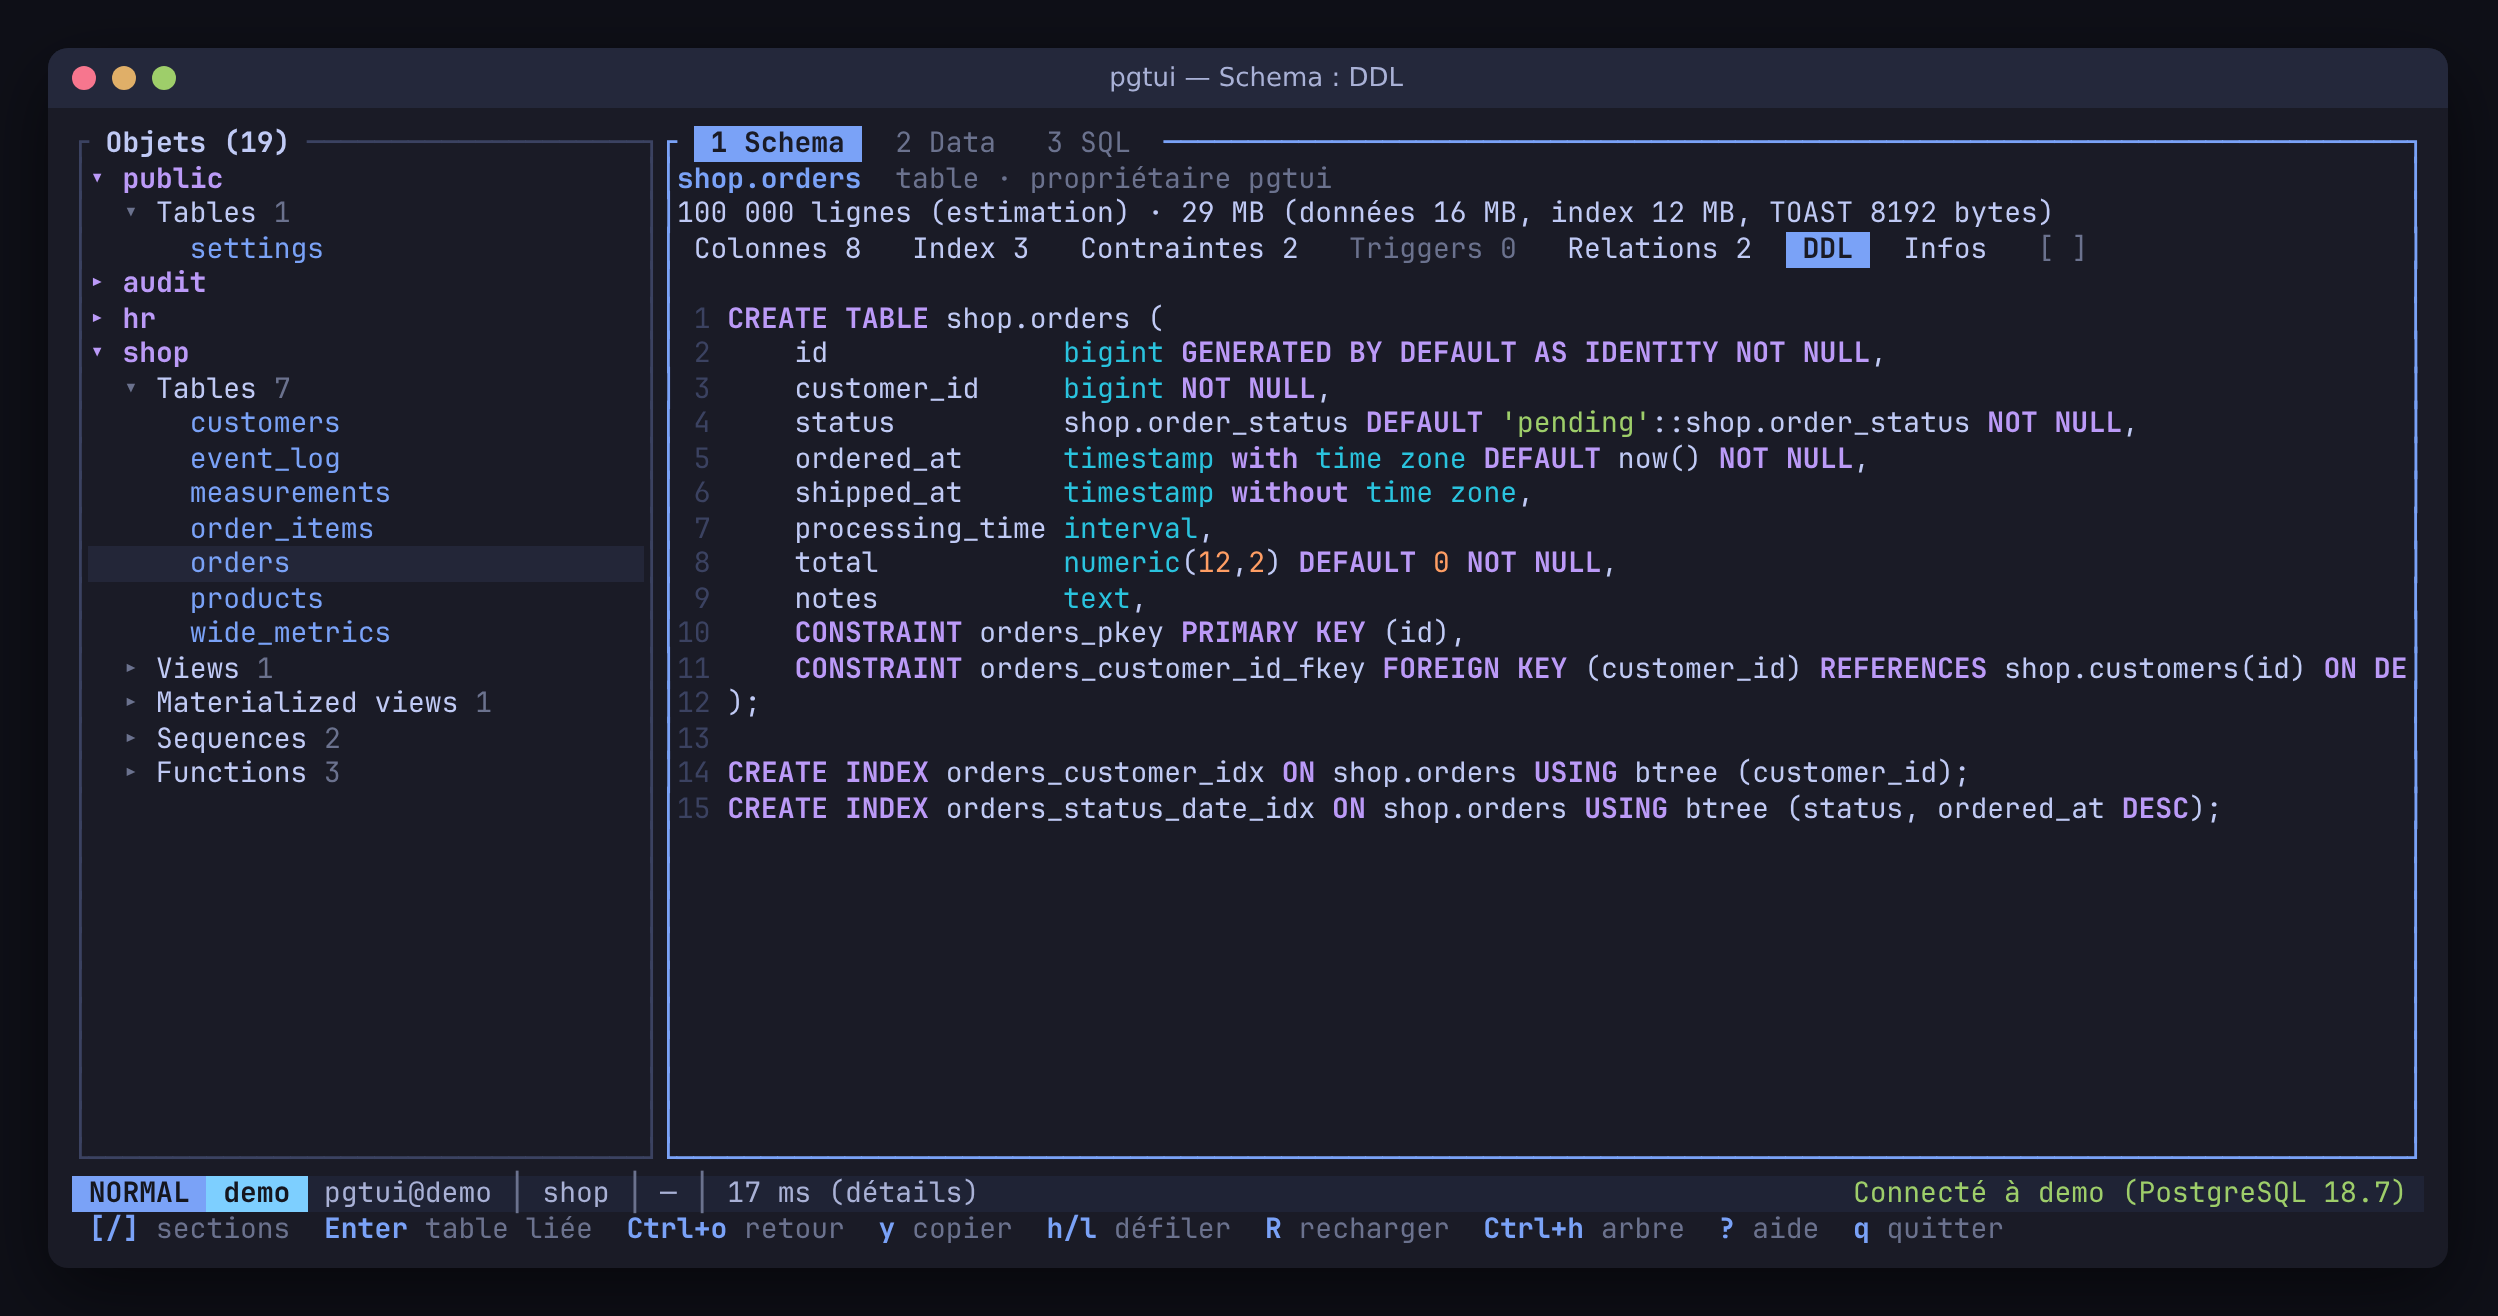 pgtui — Schema : DDL
Objets (19)
▾ public
▾ Tables 1
settings
▸ audit
▸ hr
▾ shop
▾ Tables 7
customers
event_log
measurements
order_items
orders
products
wide_metrics
▸ Views 1
▸ Materialized views 1
▸ Sequences 2
▸ Functions 3
1 Schema 2 Data 3 SQL
shop.orders table · propriétaire pgtui
100 000 lignes (estimation) · 29 MB (données 16 MB, index 12 MB, TOAST 8192 bytes)
Colonnes 8 Index 3 Contraintes 2 Triggers 0 Relations 2 DDL Infos [ ]
1 CREATE TABLE shop.orders (
2 id bigint GENERATED BY DEFAULT AS IDENTITY NOT NULL,
3 customer_id bigint NOT NULL,
4 status shop.order_status DEFAULT 'pending'::shop.order_status NOT NULL,
5 ordered_at timestamp with time zone DEFAULT now() NOT NULL,
6 shipped_at timestamp without time zone,
7 processing_time interval,
8 total numeric(12,2) DEFAULT 0 NOT NULL,
9 notes text,
10 CONSTRAINT orders_pkey PRIMARY KEY (id),
11 CONSTRAINT orders_customer_id_fkey FOREIGN KEY (customer_id) REFERENCES shop.customers(id) ON DE
12 );
13
14 CREATE INDEX orders_customer_idx ON shop.orders USING btree (customer_id);
15 CREATE INDEX orders_status_date_idx ON shop.orders USING btree (status, ordered_at DESC);
NORMAL demo pgtui@demo │ shop │ — │ 17 ms (détails) Connecté à demo (PostgreSQL 18.7)
[/] sections Enter table liée Ctrl+o retour y copier h/l défiler R recharger Ctrl+h arbre ? aide q quitter